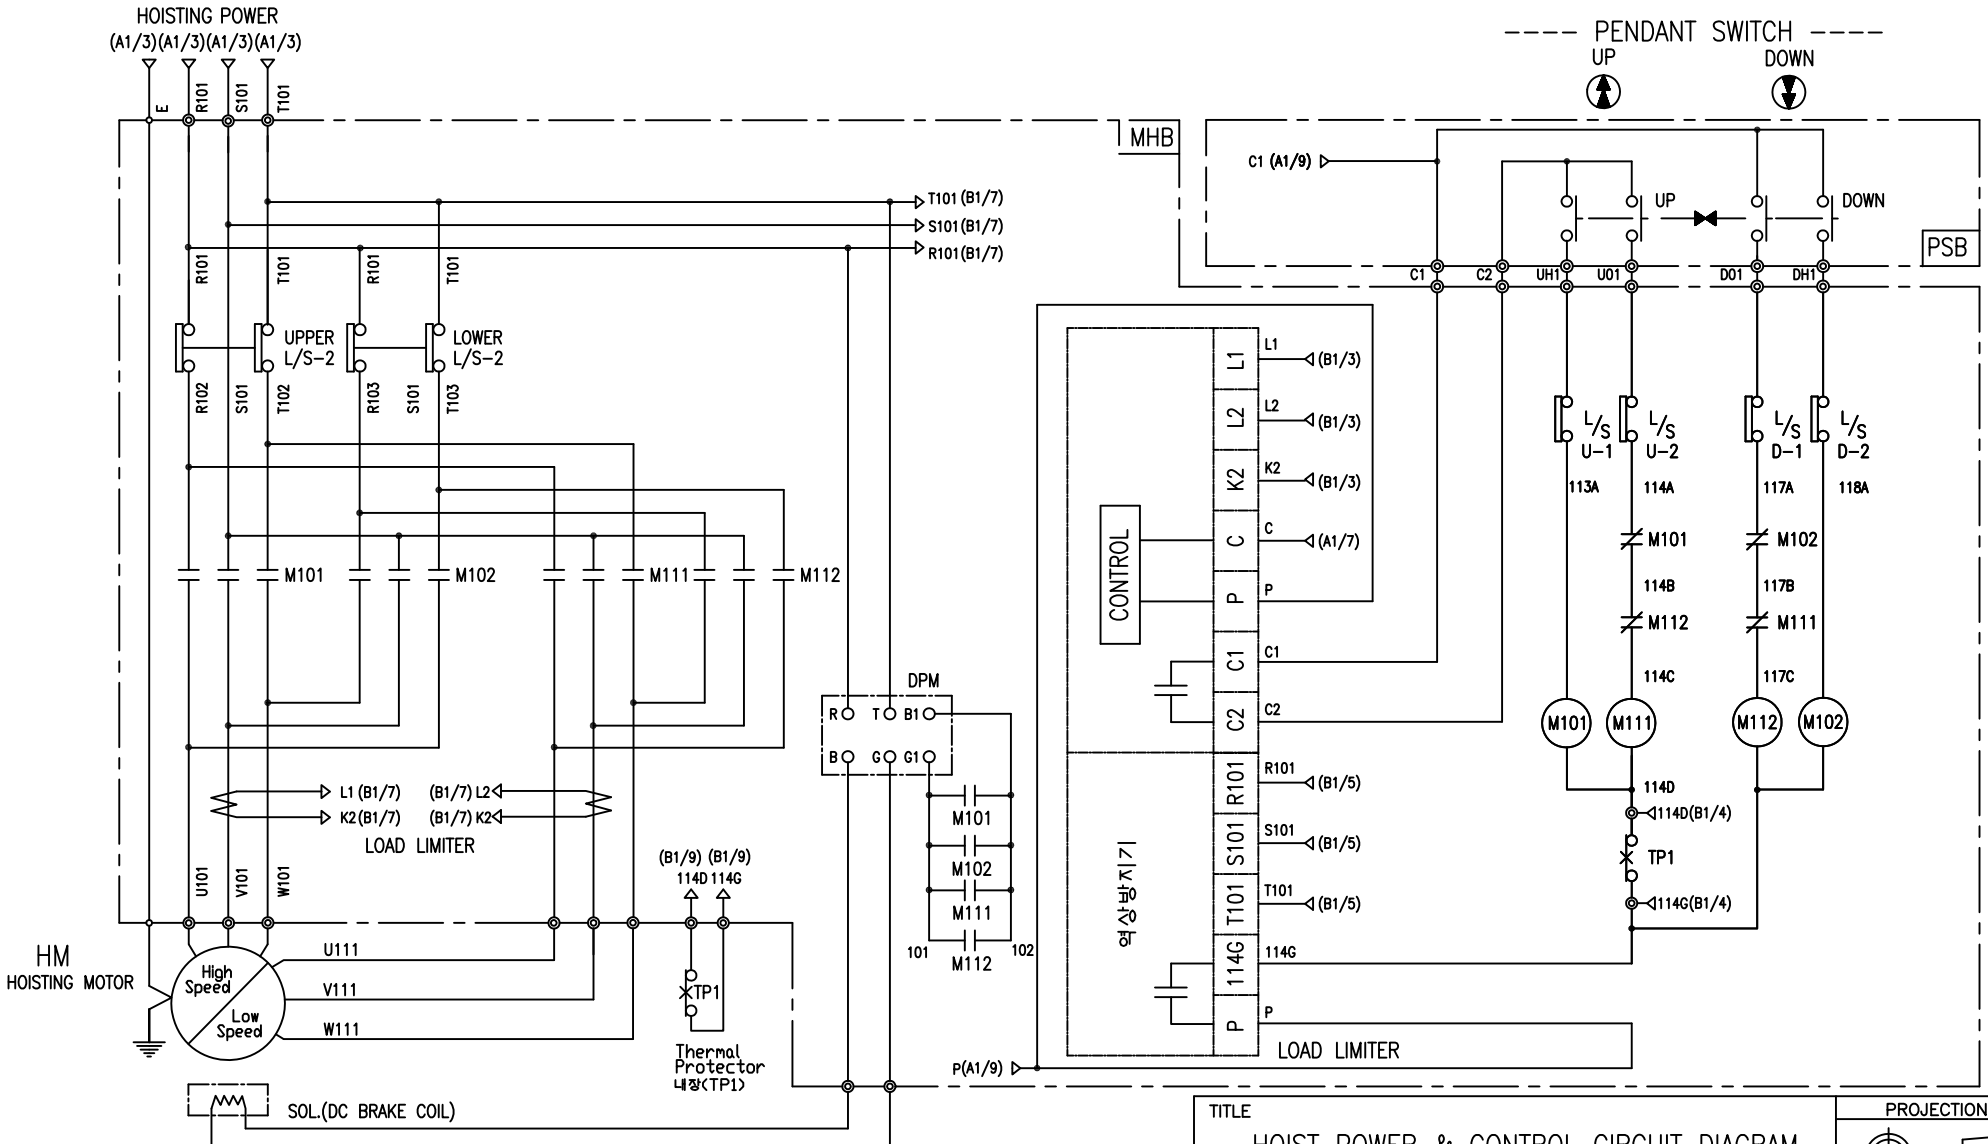 HOISTING POWER
(A1/3)(A1/3)(A1/3)(A1/3)
E
R101
S101
T101
---- PENDANT SWITCH ----
UP
DOWN
MHB
C1 (A1/9)
T101 (B1/7)
S101(B1/7)
R101(B1/7)
UP
DOWN
PSB
C1
C2
UH1
U01
D01
DH1
R101
T101
R101
T101
UPPER
L/S-2
LOWER
L/S-2
R102
S101
T102
R103
S101
T103
L1
L1
(B1/3)
L2
L2
(B1/3)
K2
K2
(B1/3)
C
C
(A1/7)
P
P
C1
C1
C2
C2
CONTROL
L/S
U-1
L/S
U-2
L/S
D-1
L/S
D-2
113A
114A
117A
118A
M101
M102
114B
117B
M112
M111
114C
117C
M101
M111
M112
M102
M101
M102
M111
M112
DPM
R
T
B1
B
G
G1
L1 (B1/7)
(B1/7) L2
K2(B1/7)
(B1/7) K2
LOAD LIMITER
M101
M102
M111
M112
101
102
R101
R101
(B1/5)
S101
S101
(B1/5)
T101
T101
(B1/5)
114G
114G
P
P
역상방지기
LOAD LIMITER
114D
114D(B1/4)
TP1
114G(B1/4)
U101
V101
W101
(B1/9) (B1/9)
114D 114G
HM
HOISTING MOTOR
High
Speed
Low
Speed
U111
V111
W111
TP1
Thermal
Protector
내장(TP1)
P(A1/9)
SOL.(DC BRAKE COIL)
TITLE
HOIST POWER & CONTROL CIRCUIT DIAGRAM
PROJECTION